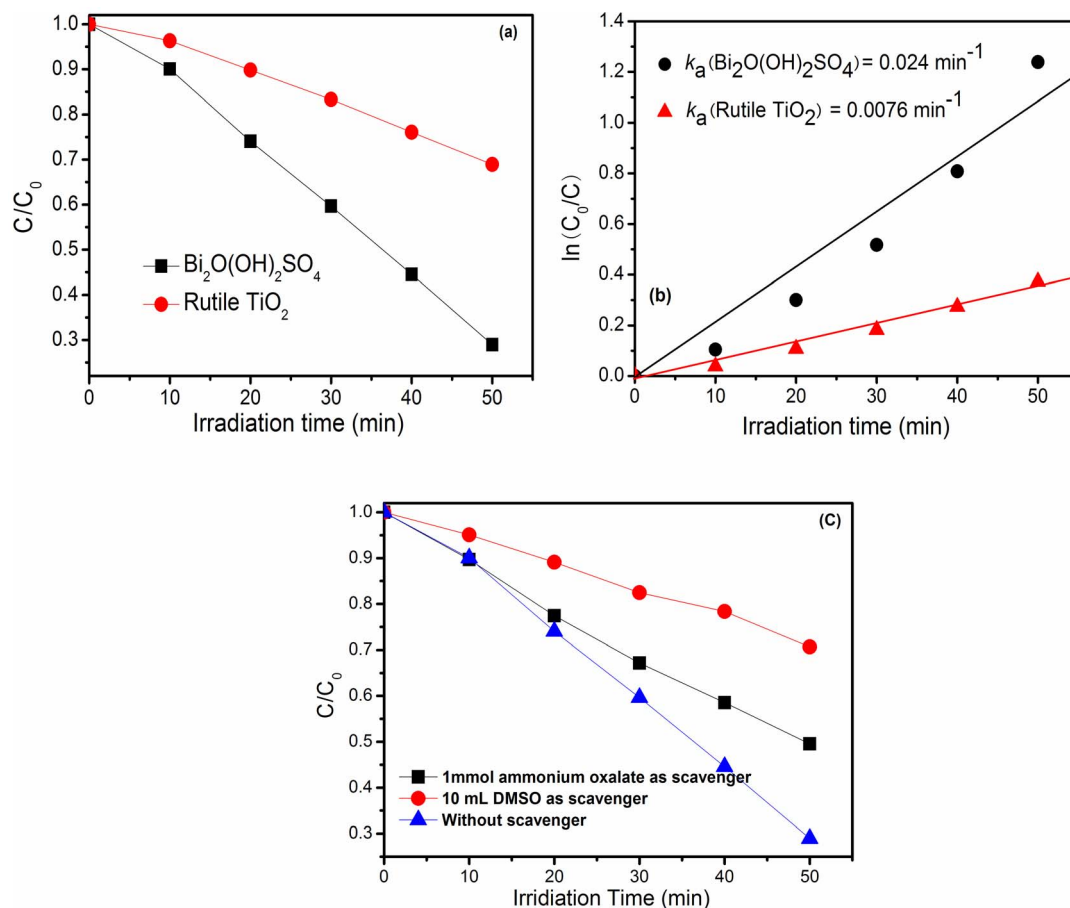 (a)
1.0
0.9
0.8
0.7
0.6
0.5
0.4
0.3
C/C₀
Bi₂O(OH)₂SO₄
Rutile TiO₂
0 10 20 30 40 50
Irradiation time (min)
1.4
1.2
1.0
0.8
0.6
0.4
0.2
0.0
ln(C₀/C)
kₐ(Bi₂O(OH)₂SO₄) = 0.024 min⁻¹
kₐ(Rutile TiO₂) = 0.0076 min⁻¹
(b)
0 10 20 30 40 50
Irradiation time (min)
(C)
1.0
0.9
0.8
0.7
0.6
0.5
0.4
0.3
C/C₀
1mmol ammonium oxalate as scavenger
10 mL DMSO as scavenger
Without scavenger
0 10 20 30 40 50
Irridiation Time (min)